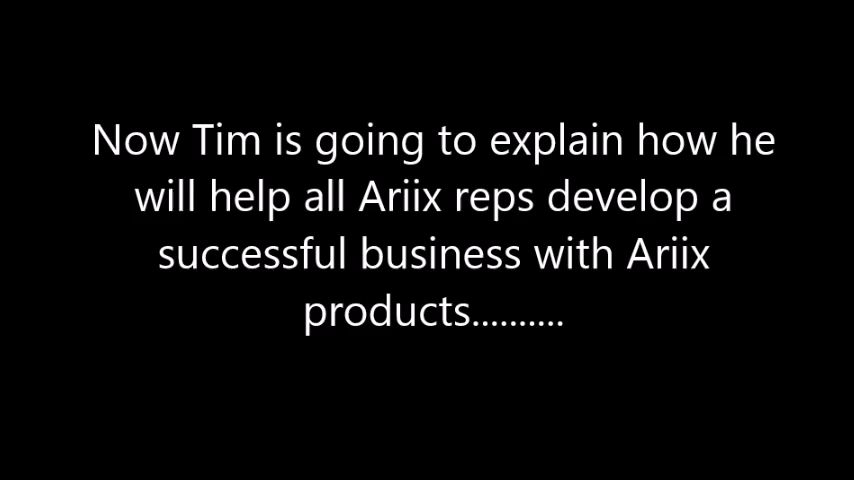 Now Tim is going to explain how he
will help all Ariix reps develop a
successful business with Ariix
products..........